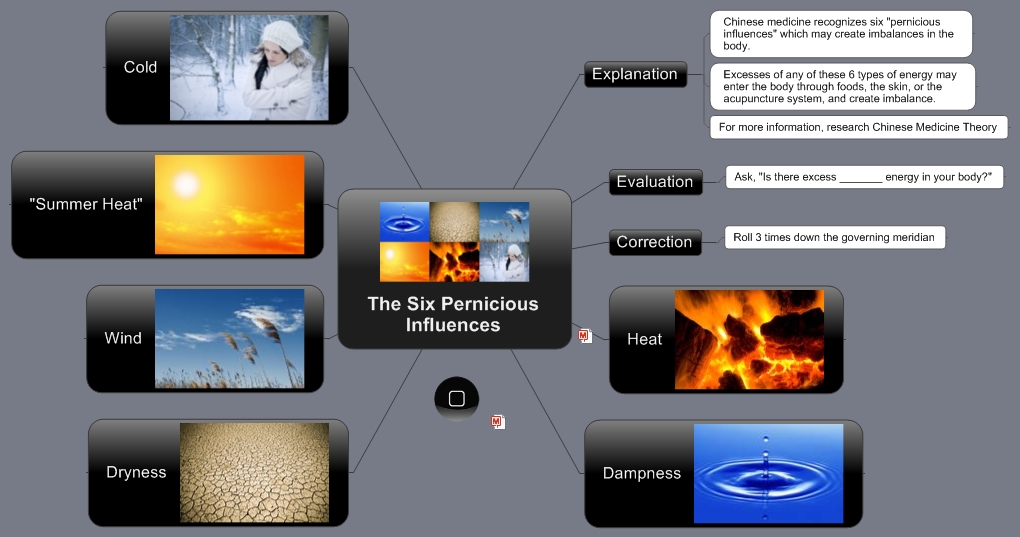 Cold
"Summer Heat"
Wind
Dryness
The Six Pernicious
Influences
Explanation
Chinese medicine recognizes six "pernicious
influences" which may create imbalances in the
body.
Excesses of any of these 6 types of energy may
enter the body through foods, the skin, or the
acupuncture system, and create imbalance.
For more information, research Chinese Medicine Theory
Evaluation
Ask, "Is there excess _______ energy in your body?"
Correction
Roll 3 times down the governing meridian
Heat
M
M
Dampness